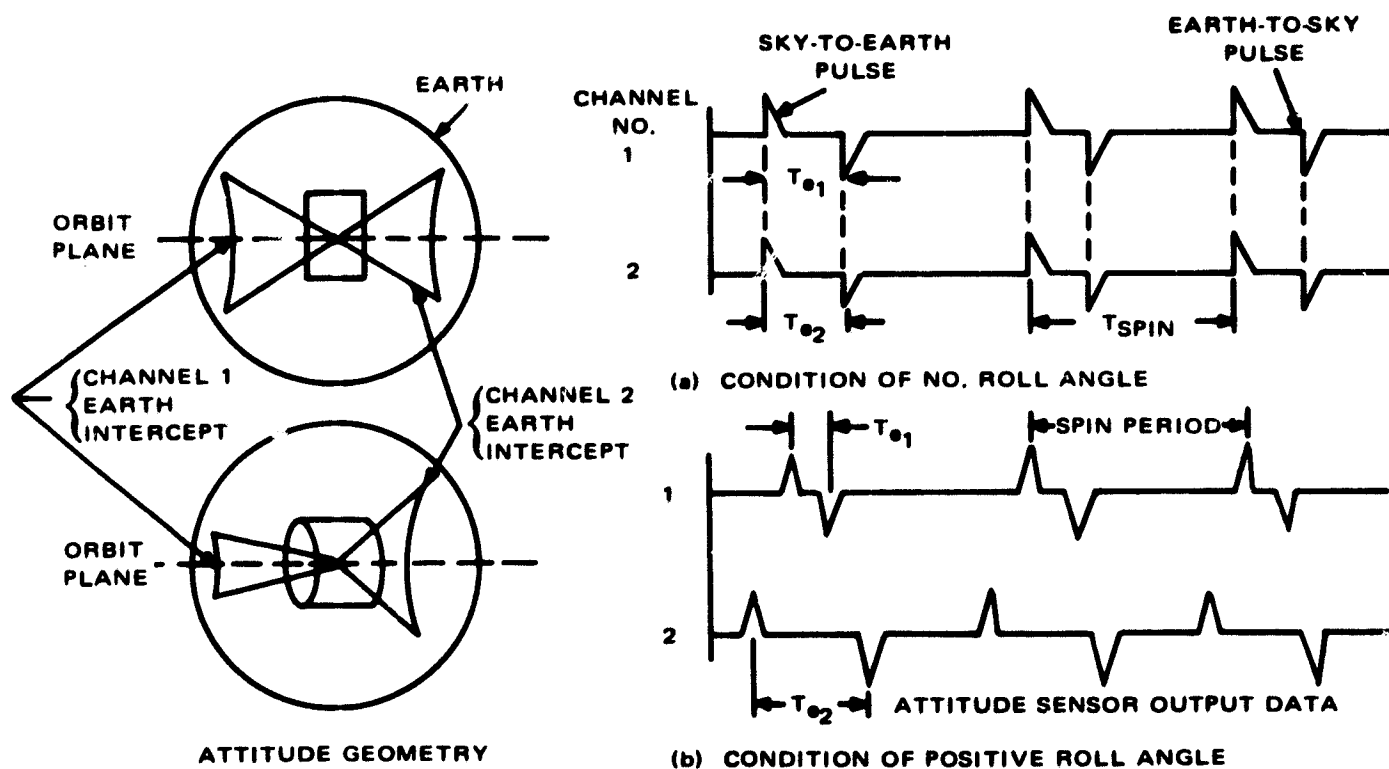 EARTH
ORBIT
PLANE
{CHANNEL 1
EARTH
INTERCEPT
{CHANNEL 2
EARTH
INTERCEPT
ORBIT
PLANE
ATTITUDE GEOMETRY
SKY-TO-EARTH
PULSE
EARTH-TO-SKY
PULSE
CHANNEL
NO.
1
Te1
2
Te2
TSPIN
(a) CONDITION OF NO. ROLL ANGLE
Te1
SPIN PERIOD
1
2
Te2
ATTITUDE SENSOR OUTPUT DATA
(b) CONDITION OF POSITIVE ROLL ANGLE